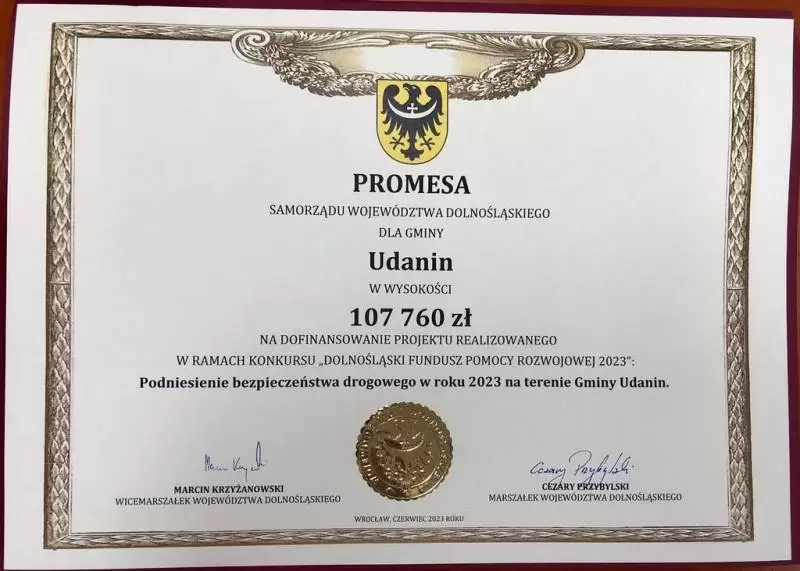 PROMESA
SAMORZĄDU WOJEWÓDZTWA DOLNOŚLĄSKIEGO
DLA GMINY
Udanin
W WYSOKOŚCI
107 760 zł
NA DOFINANSOWANIE PROJEKTU REALIZOWANEGO
W RAMACH KONKURSU „DOLNOŚLĄSKI FUNDUSZ POMOCY ROZWOJOWEJ 2023”:
Podniesienie bezpieczeństwa drogowego w roku 2023 na terenie Gminy Udanin.
Cezary Przybylski
MARCIN KRZYŻANOWSKI
WICEMARSZAŁEK WOJEWÓDZTWA DOLNOŚLĄSKIEGO
CEZARY PRZYBYLSKI
MARSZAŁEK WOJEWÓDZTWA DOLNOŚLĄSKIEGO
WROCŁAW, CZERWIEC 2023 ROKU